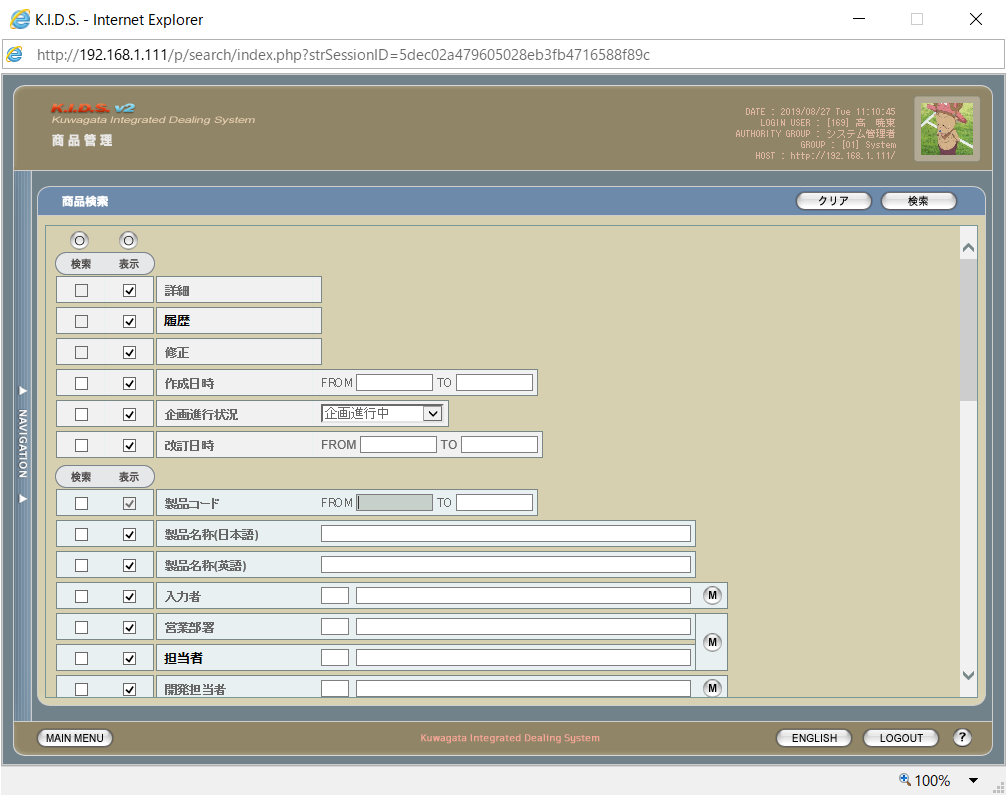 K.I.D.S. - Internet Explorer
http://192.168.1.111/p/search/index.php?strSessionID=5dec02a479605028eb3fb4716588f89c
K.I.D.S. v2
Kuwagata Integrated Dealing System
商品管理
DATE : 2019/08/27 Tue 11:10:45
LOGIN USER : [169] 高 暁東
AUTHORITY GROUP : システム管理者
GROUP : [01] System
HOST : http://192.168.1.111/
商品検索
クリア
検索
検索 表示
詳細
履歴
修正
作成日時 FROM TO
企画進行状況 企画進行中
改訂日時 FROM TO
検索 表示
製品コード FROM TO
製品名称(日本語)
製品名称(英語)
入力者 M
営業部署
M
担当者
開発担当者 M
NAVIGATION
MAIN MENU
Kuwagata Integrated Dealing System
ENGLISH
LOGOUT
?
100%